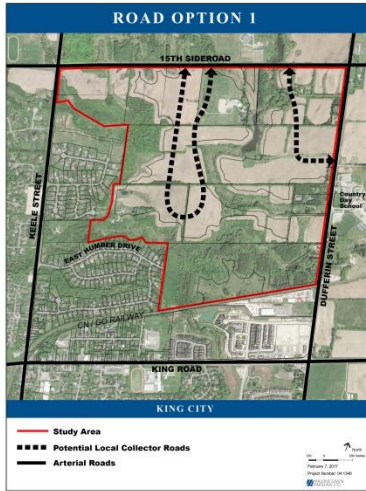 ROAD OPTION 1
15TH SIDEROAD
KEELE STREET
Country
Day
School
EAST HUMBER DRIVE
DUFFERIN STREET
CN / GO RAILWAY
KING ROAD
KING CITY
Study Area
Potential Local Collector Roads
Arterial Roads
North
February 7, 2017